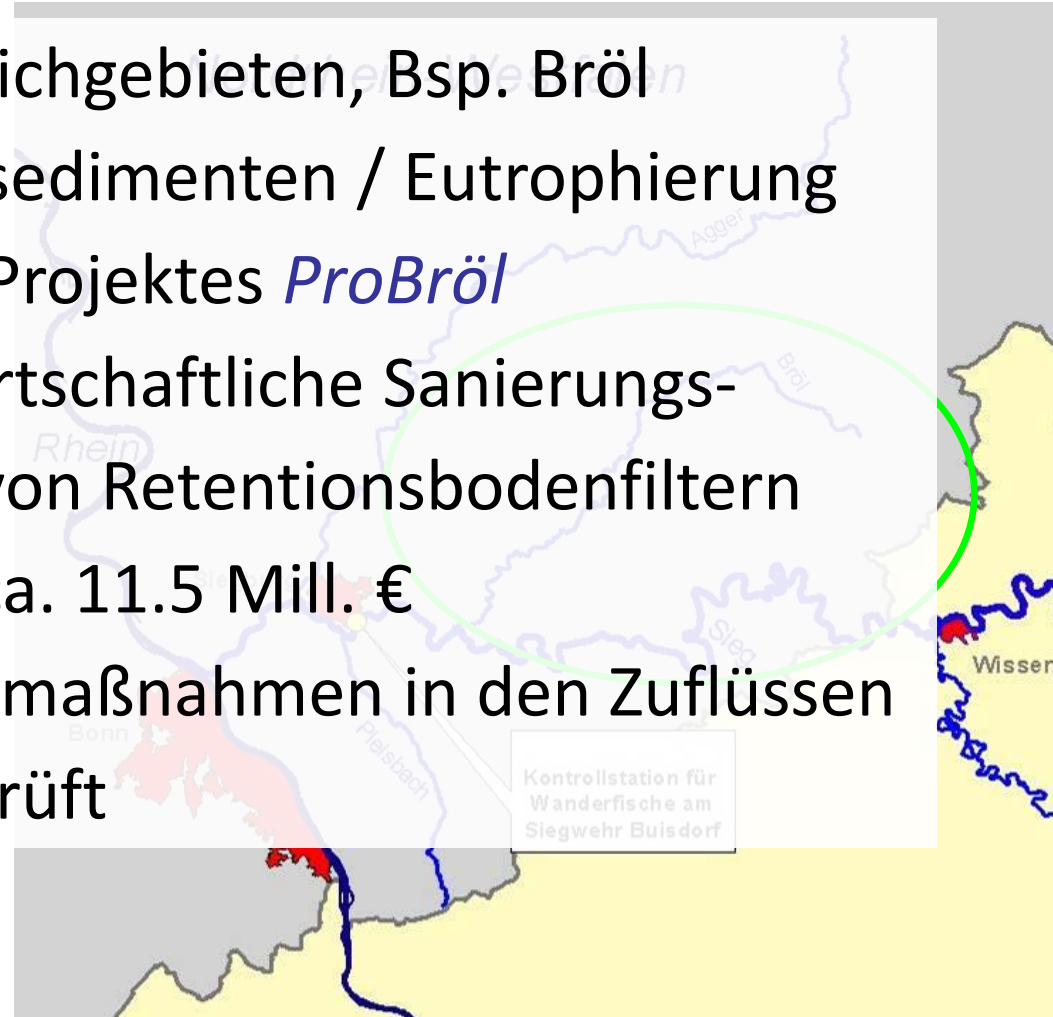 ichgebieten, Bsp. Bröl
sedimenten / Eutrophierung
Projektes ProBröl
rtschaftliche Sanierungs-
von Retentionsbodenfiltern
a. 11.5 Mill. €
maßnahmen in den Zuflüssen
rüft
Agger
Bröl
Rhein
Sieg
Wissen
Bonn
Pleisbach
Kontrollstation für
Wanderfische am
Siegwehr Buisdorf